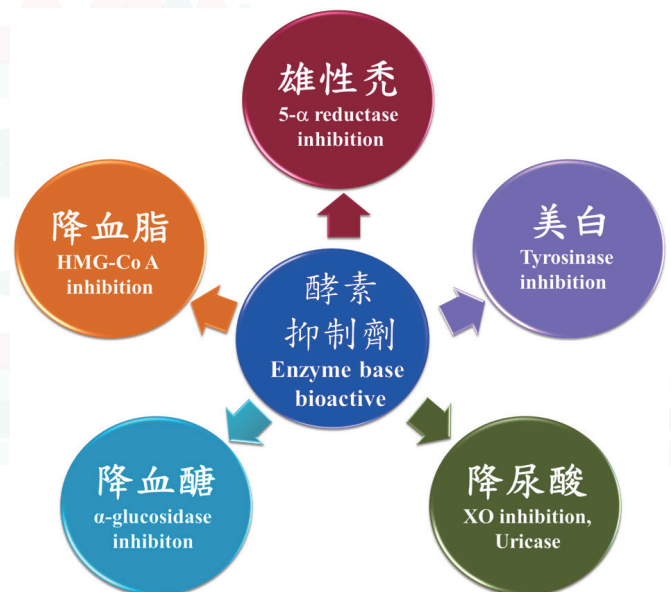 雄性禿
5-α reductase
inhibition
降血脂
HMG-Co A
inhibition
美白
Tyrosinase
inhibition
酵素
抑制劑
Enzyme base
bioactive
降血醣
α-glucosidase
inhibiton
降尿酸
XO inhibition,
Uricase